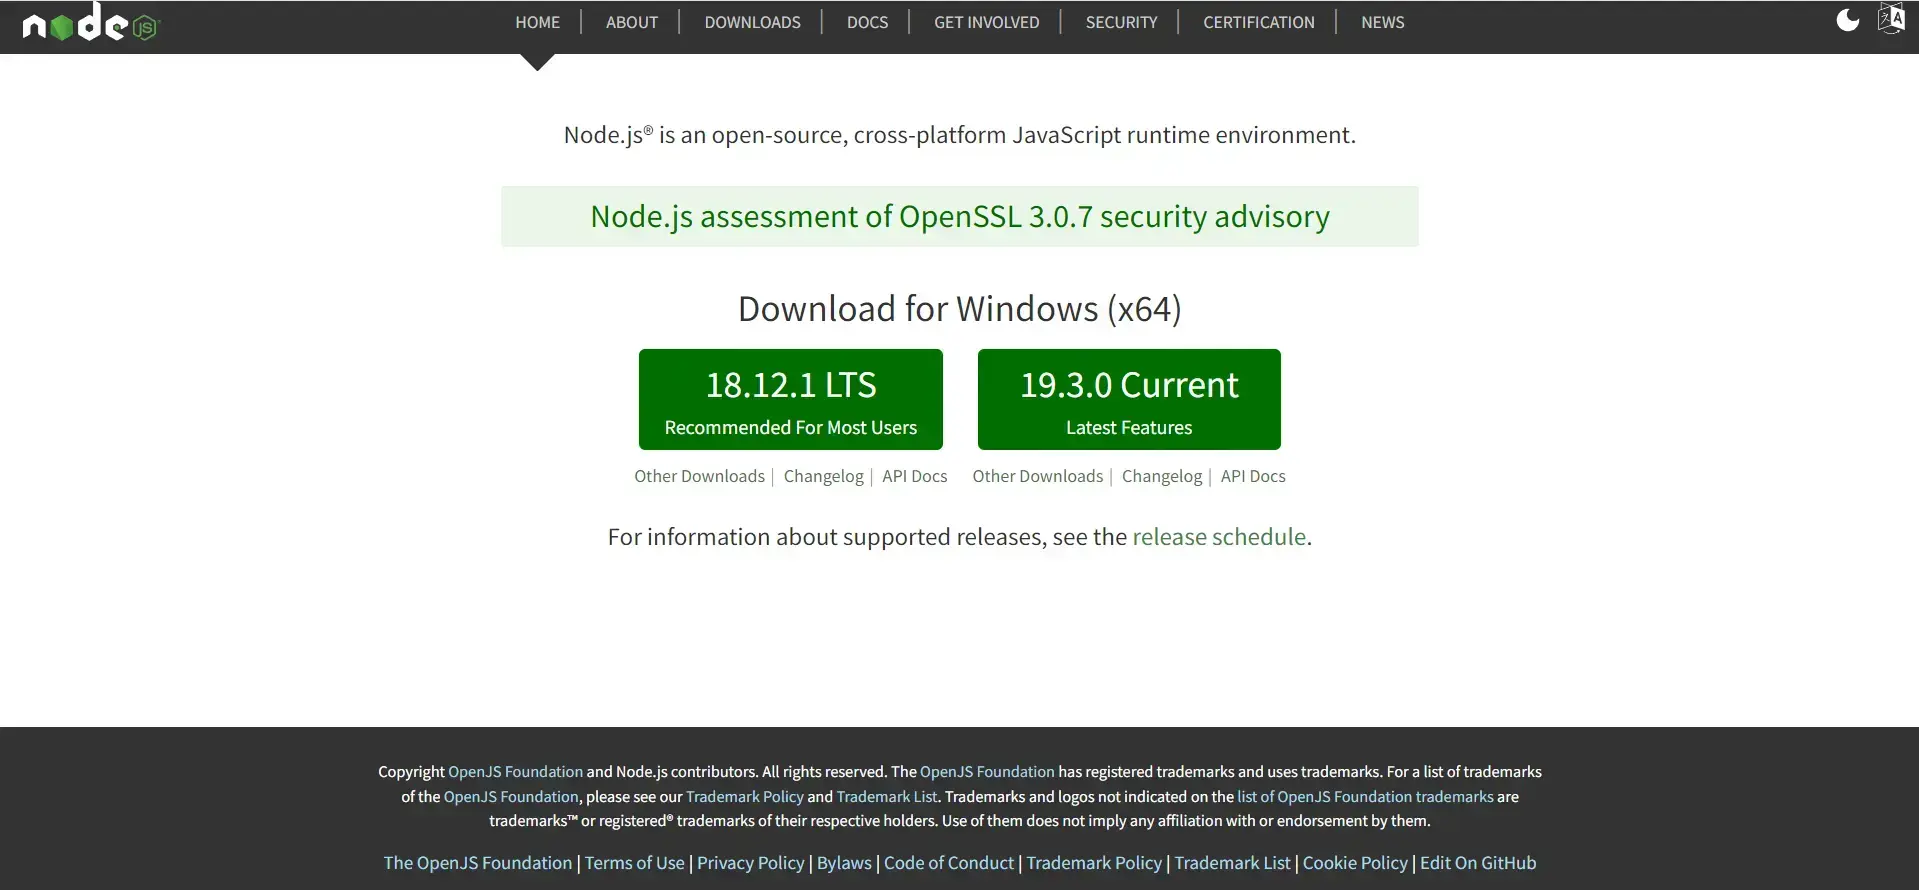 node JS
HOME | ABOUT | DOWNLOADS | DOCS | GET INVOLVED | SECURITY | CERTIFICATION | NEWS
Node.js® is an open-source, cross-platform JavaScript runtime environment.
Node.js assessment of OpenSSL 3.0.7 security advisory
Download for Windows (x64)
18.12.1 LTS
Recommended For Most Users
19.3.0 Current
Latest Features
Other Downloads | Changelog | API Docs
Other Downloads | Changelog | API Docs
For information about supported releases, see the release schedule.
Copyright OpenJS Foundation and Node.js contributors. All rights reserved. The OpenJS Foundation has registered trademarks and uses trademarks. For a list of trademarks
of the OpenJS Foundation, please see our Trademark Policy and Trademark List. Trademarks and logos not indicated on the list of OpenJS Foundation trademarks are
trademarks™ or registered® trademarks of their respective holders. Use of them does not imply any affiliation with or endorsement by them.
The OpenJS Foundation | Terms of Use | Privacy Policy | Bylaws | Code of Conduct | Trademark Policy | Trademark List | Cookie Policy | Edit On GitHub